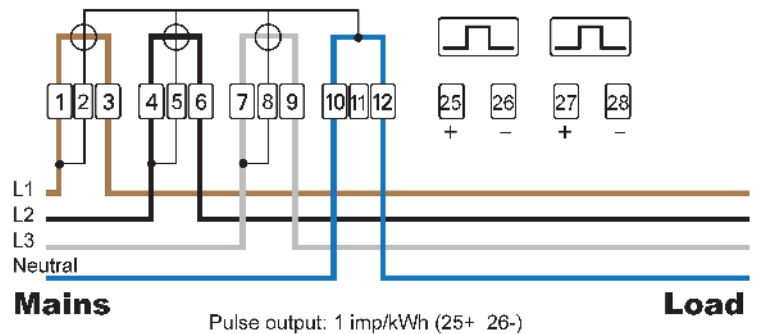 1 2 3 4 5 6 7 8 9 10 11 12 25 26 27 28
+ − + −
L1
L2
L3
Neutral
Mains Load
Pulse output: 1 imp/kWh (25+ 26-)